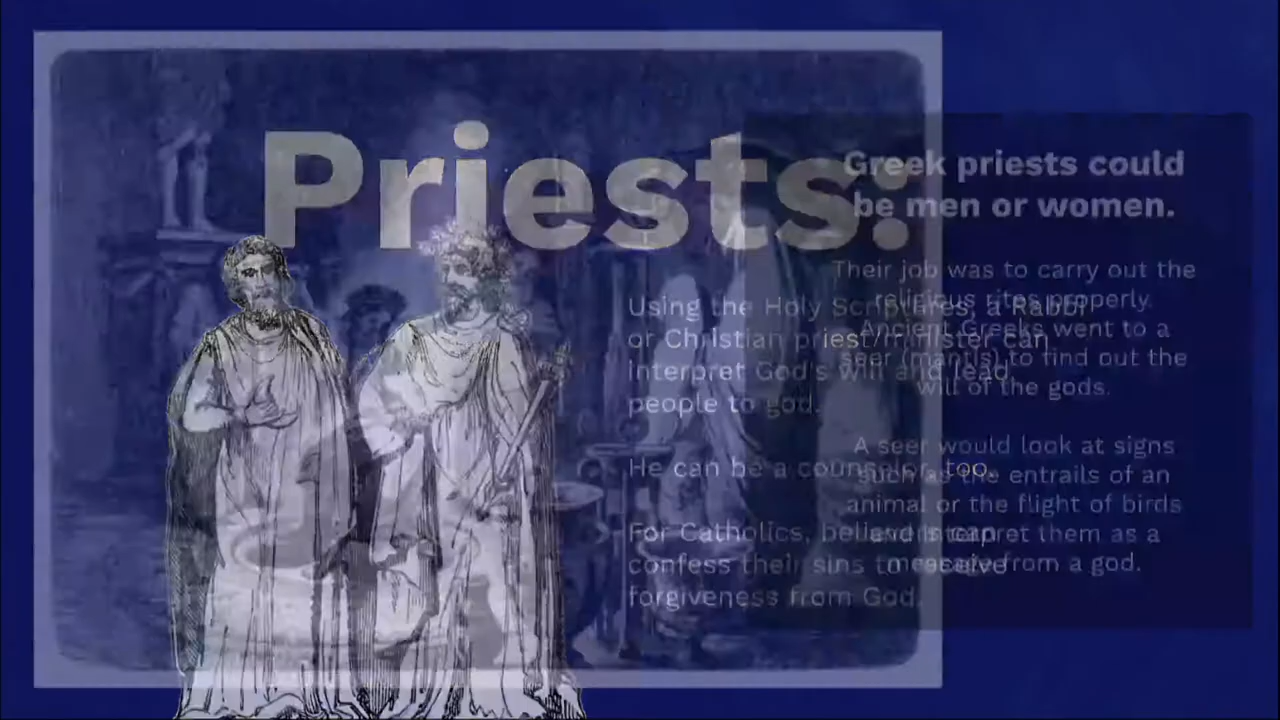 Priests:
Using the Holy Scriptures, a Rabbi
or Christian priest/minister can
interpret God's will and lead
people to god.
He can be a counselor, too.
For Catholics, believers can
confess their sins to receive
forgiveness from God.
Greek priests could
be men or women.
Their job was to carry out the
religious rites properly.
Ancient Greeks went to a
seer (mantis) to find out the
will of the gods.
A seer would look at signs
such as the entrails of an
animal or the flight of birds
and interpret them as a
message from a god.